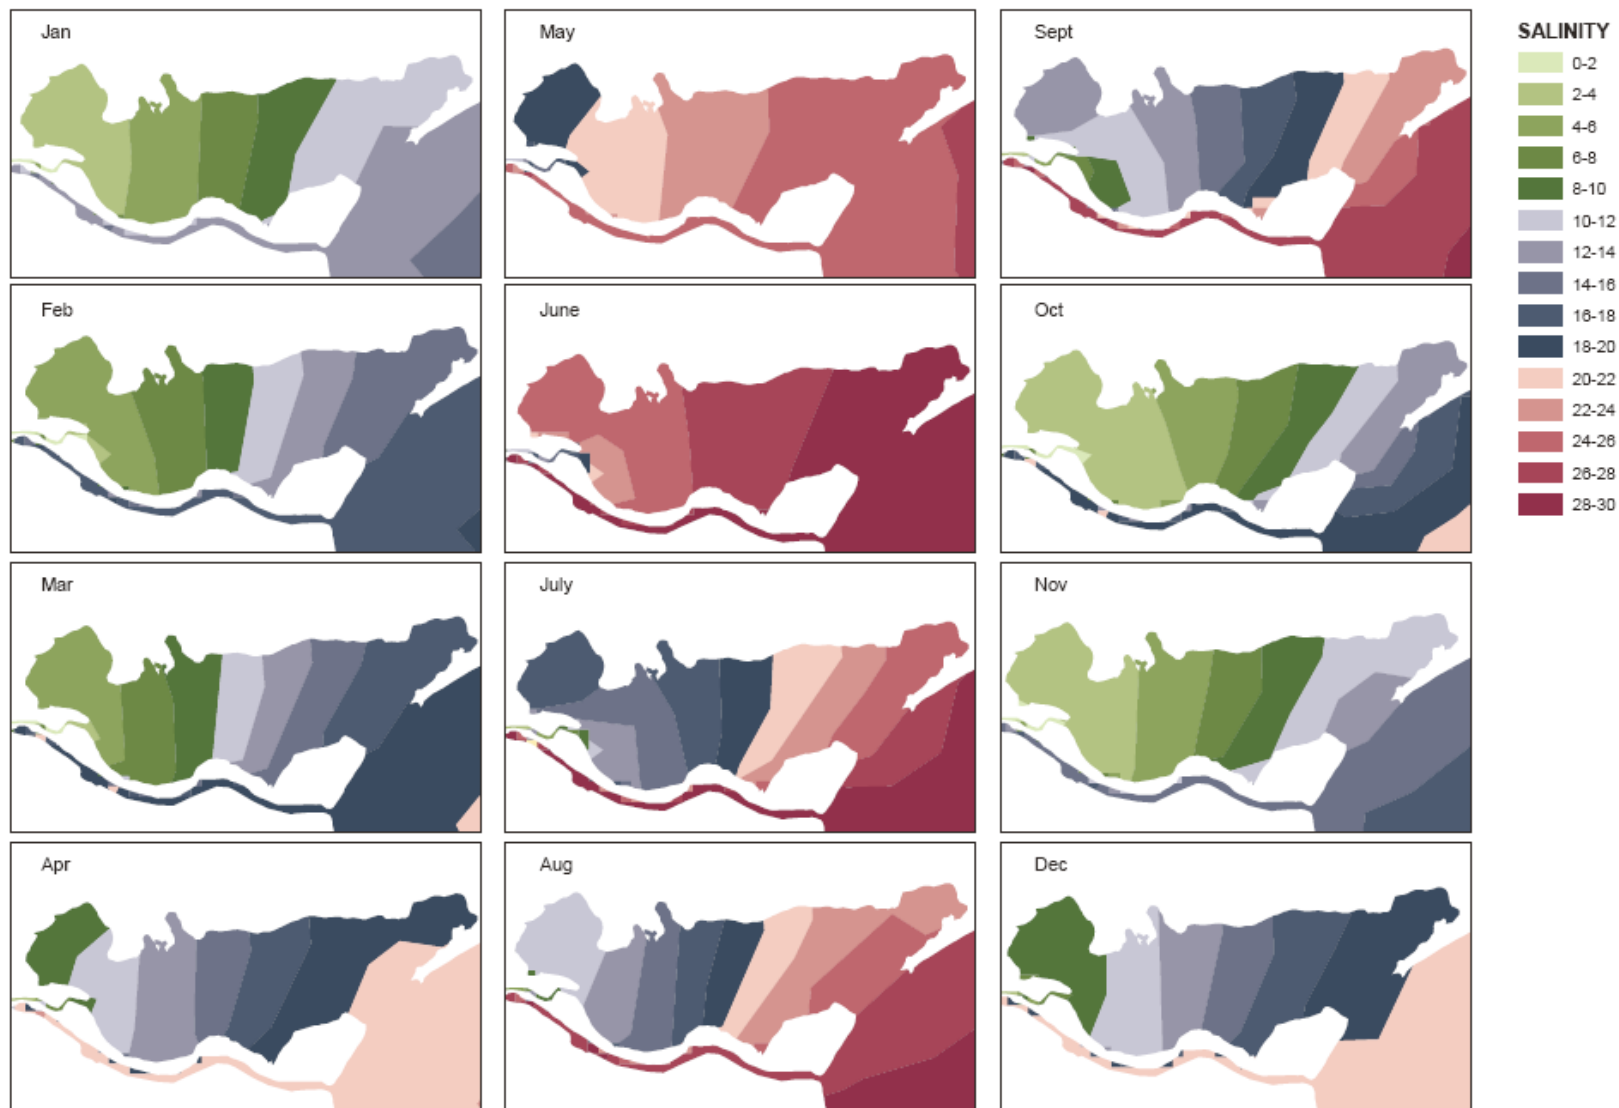 Jan
May
Sept
SALINITY
0-2
2-4
4-6
6-8
8-10
10-12
12-14
14-16
16-18
18-20
20-22
22-24
24-26
26-28
28-30
Feb
June
Oct
Mar
July
Nov
Apr
Aug
Dec